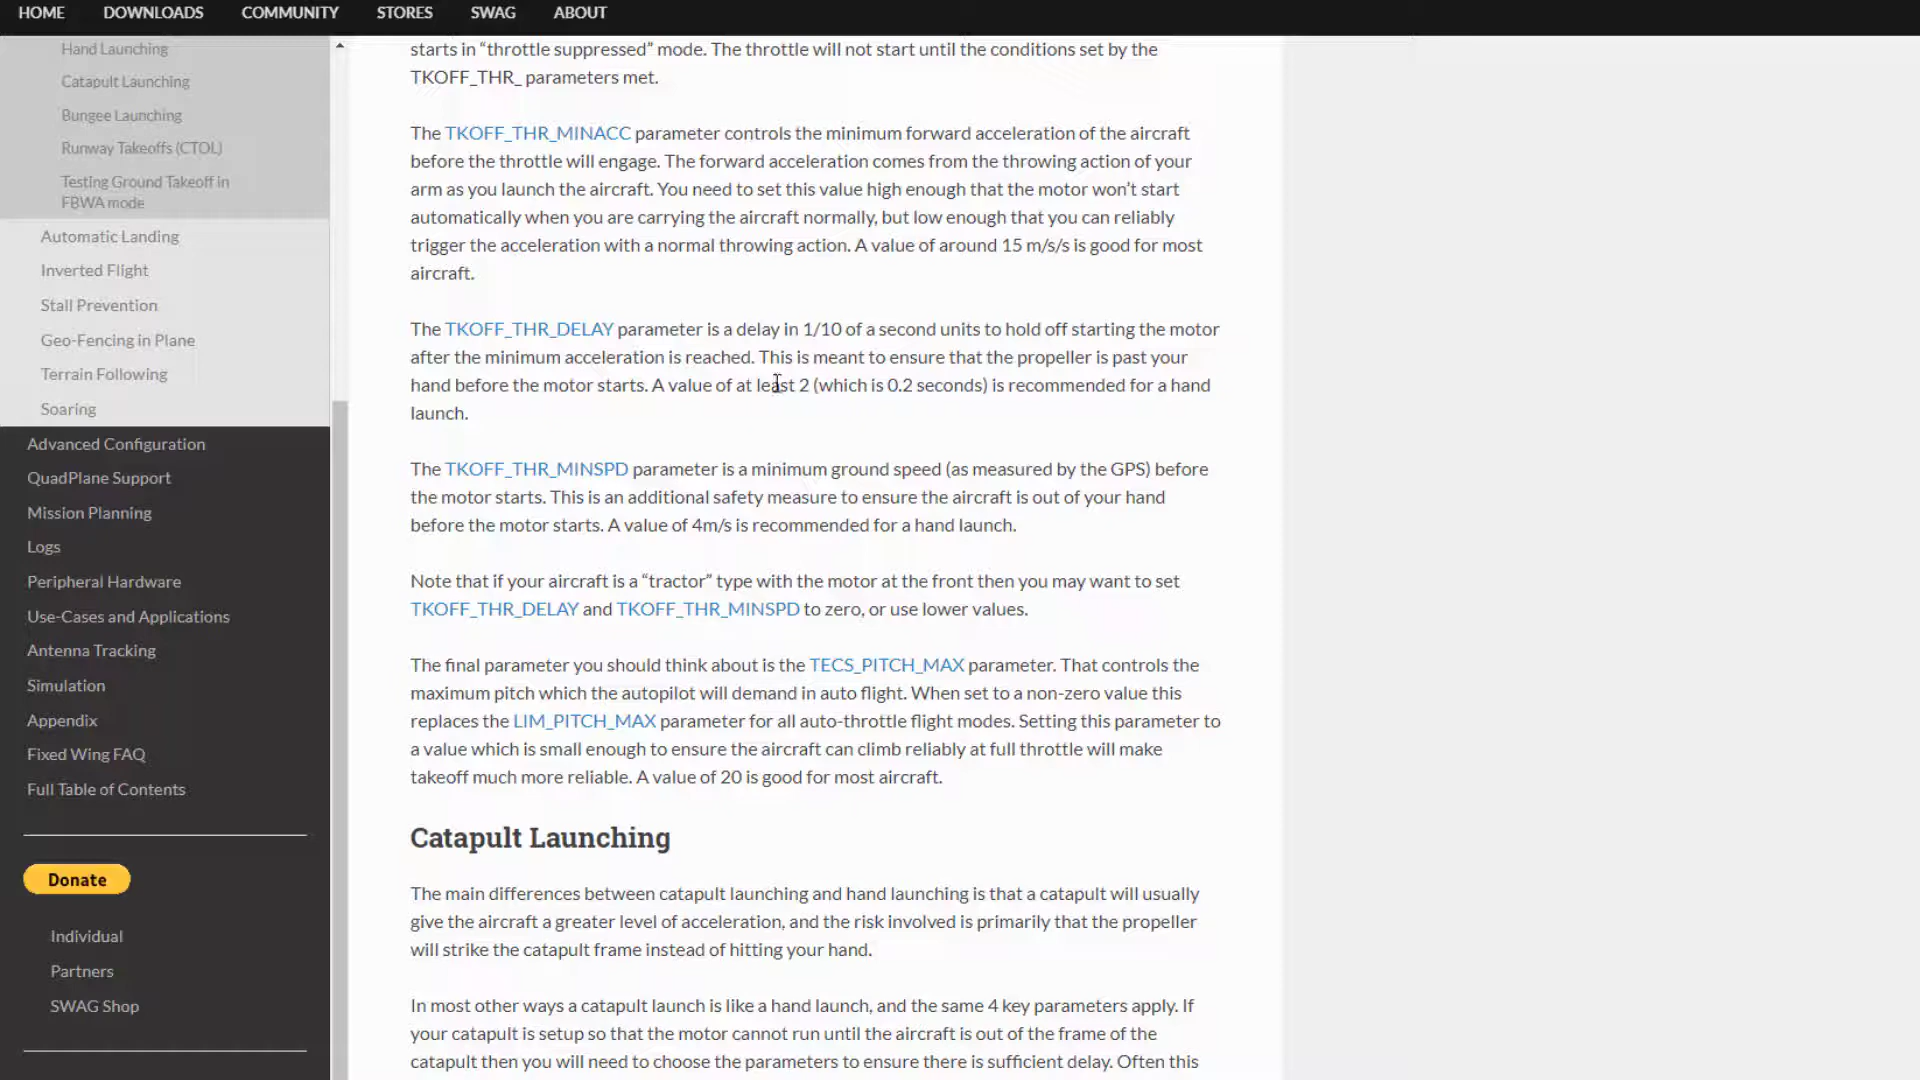 HOME DOWNLOADS COMMUNITY STORES SWAG ABOUT
Hand Launching
Catapult Launching
Bungee Launching
Runway Takeoffs (CTOL)
Testing Ground Takeoff in
FBWA mode
Automatic Landing
Inverted Flight
Stall Prevention
Geo-Fencing in Plane
Terrain Following
Soaring
Advanced Configuration
QuadPlane Support
Mission Planning
Logs
Peripheral Hardware
Use-Cases and Applications
Antenna Tracking
Simulation
Appendix
Fixed Wing FAQ
Full Table of Contents
Donate
Individual
Partners
SWAG Shop
starts in “throttle suppressed” mode. The throttle will not start until the conditions set by the
TKOFF_THR_ parameters met.
The TKOFF_THR_MINACC parameter controls the minimum forward acceleration of the aircraft
before the throttle will engage. The forward acceleration comes from the throwing action of your
arm as you launch the aircraft. You need to set this value high enough that the motor won’t start
automatically when you are carrying the aircraft normally, but low enough that you can reliably
trigger the acceleration with a normal throwing action. A value of around 15 m/s/s is good for most
aircraft.
The TKOFF_THR_DELAY parameter is a delay in 1/10 of a second units to hold off starting the motor
after the minimum acceleration is reached. This is meant to ensure that the propeller is past your
hand before the motor starts. A value of at least 2 (which is 0.2 seconds) is recommended for a hand
launch.
The TKOFF_THR_MINSPD parameter is a minimum ground speed (as measured by the GPS) before
the motor starts. This is an additional safety measure to ensure the aircraft is out of your hand
before the motor starts. A value of 4m/s is recommended for a hand launch.
Note that if your aircraft is a “tractor” type with the motor at the front then you may want to set
TKOFF_THR_DELAY and TKOFF_THR_MINSPD to zero, or use lower values.
The final parameter you should think about is the TECS_PITCH_MAX parameter. That controls the
maximum pitch which the autopilot will demand in auto flight. When set to a non-zero value this
replaces the LIM_PITCH_MAX parameter for all auto-throttle flight modes. Setting this parameter to
a value which is small enough to ensure the aircraft can climb reliably at full throttle will make
takeoff much more reliable. A value of 20 is good for most aircraft.
Catapult Launching
The main differences between catapult launching and hand launching is that a catapult will usually
give the aircraft a greater level of acceleration, and the risk involved is primarily that the propeller
will strike the catapult frame instead of hitting your hand.
In most other ways a catapult launch is like a hand launch, and the same 4 key parameters apply. If
your catapult is setup so that the motor cannot run until the aircraft is out of the frame of the
catapult then you will need to choose the parameters to ensure there is sufficient delay. Often this